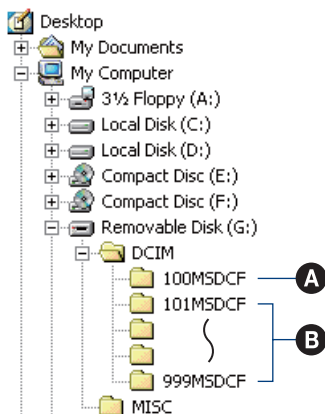 Desktop
My Documents
My Computer
3½ Floppy (A:)
Local Disk (C:)
Local Disk (D:)
Compact Disc (E:)
Compact Disc (F:)
Removable Disk (G:)
DCIM
100MSDCF A
101MSDCF
B
999MSDCF
MISC